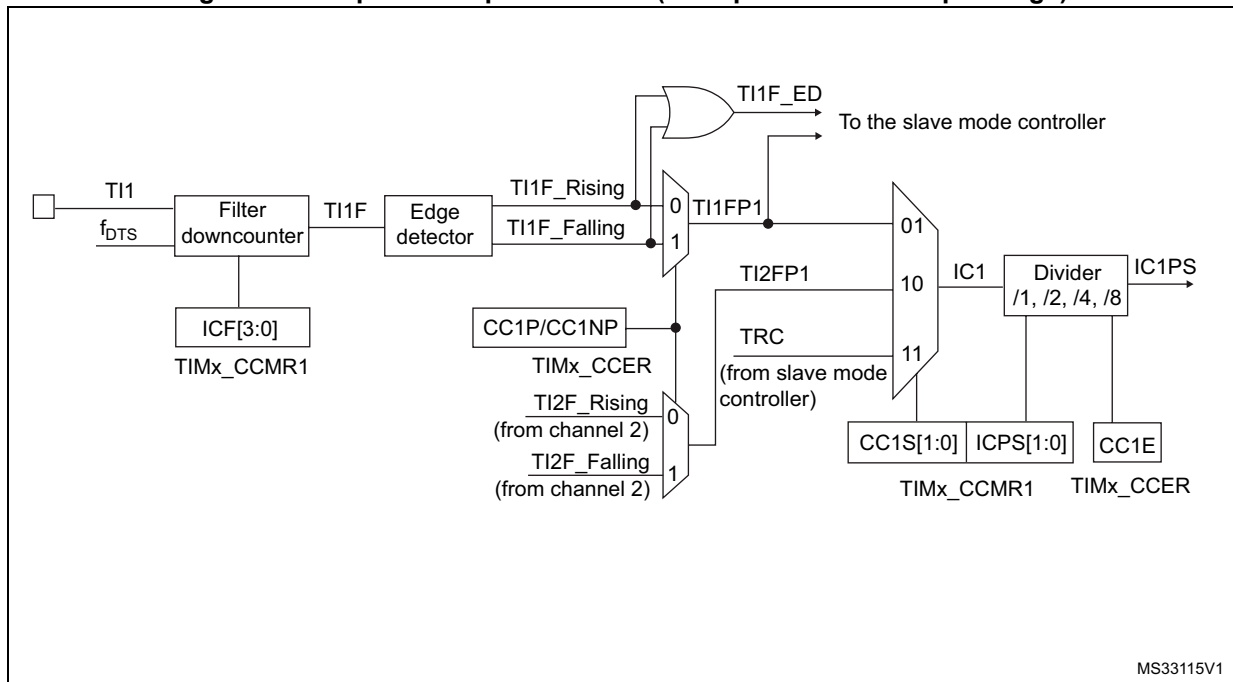 TI1F_ED
To the slave mode controller
TI1
f_DTS
Filter
downcounter
TI1F
Edge
detector
TI1F_Rising
TI1F_Falling
0
1
TI1FP1
01
10
11
TI2FP1
TRC
(from slave mode
controller)
IC1
Divider
/1, /2, /4, /8
IC1PS
ICF[3:0]
TIMx_CCMR1
CC1P/CC1NP
TIMx_CCER
TI2F_Rising
(from channel 2)
TI2F_Falling
(from channel 2)
0
1
CC1S[1:0]
ICPS[1:0]
CC1E
TIMx_CCMR1
TIMx_CCER
MS33115V1